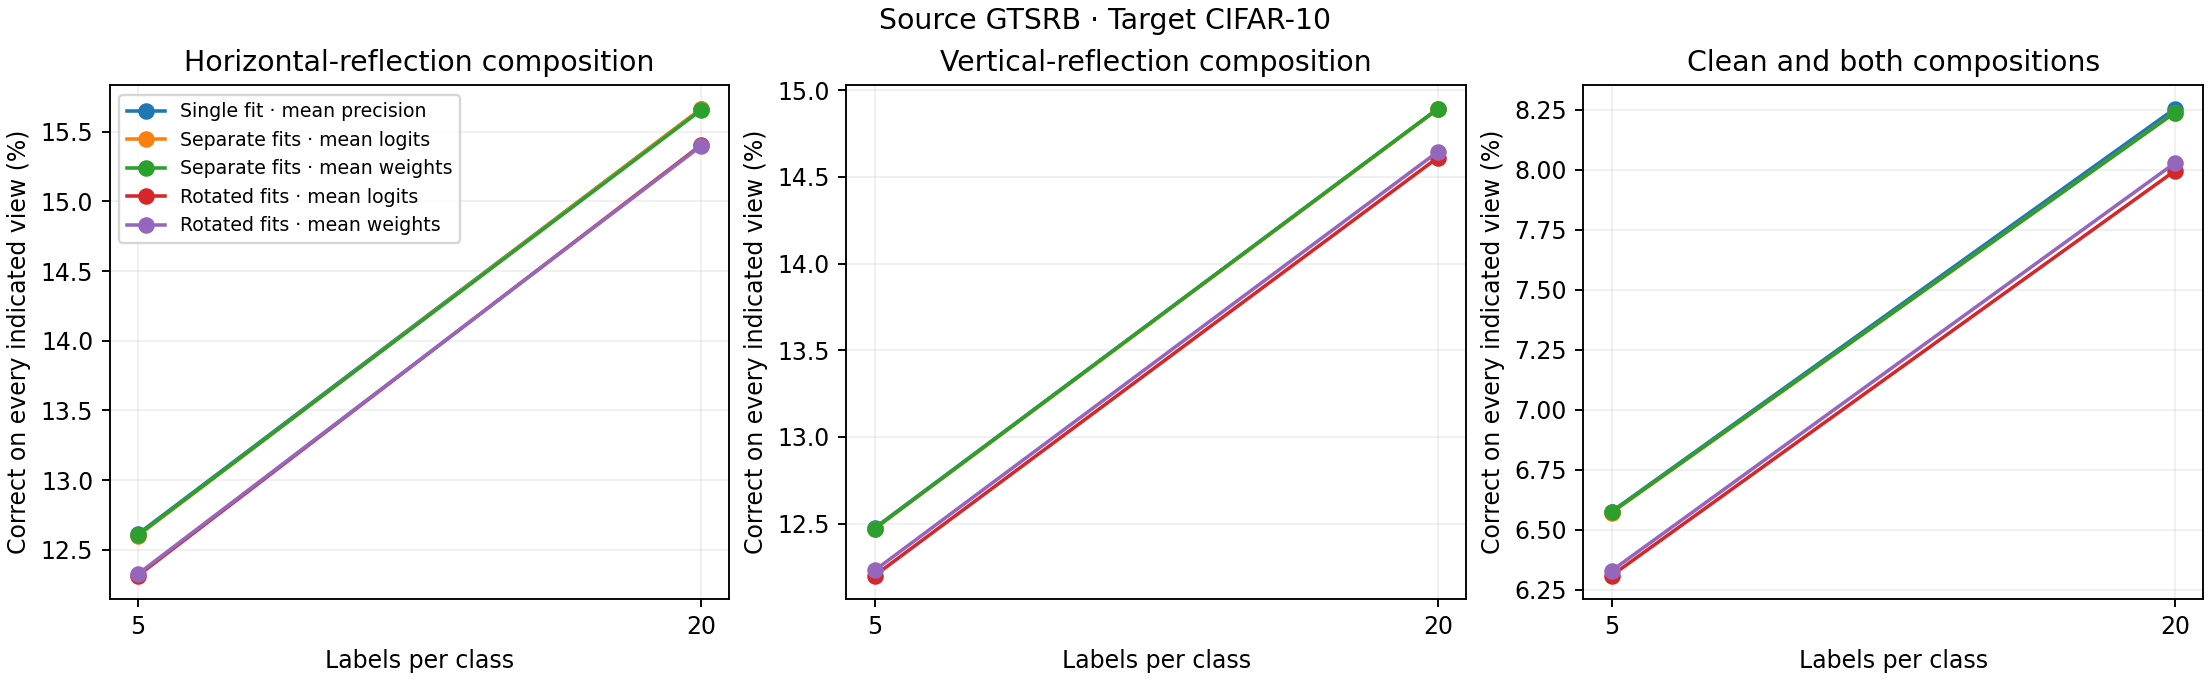 Source GTSRB · Target CIFAR-10
Horizontal-reflection composition
Correct on every indicated view (%)
15.5
15.0
14.5
14.0
13.5
13.0
12.5
Single fit · mean precision
Separate fits · mean logits
Separate fits · mean weights
Rotated fits · mean logits
Rotated fits · mean weights
5
20
Labels per class
Vertical-reflection composition
Correct on every indicated view (%)
15.0
14.5
14.0
13.5
13.0
12.5
5
20
Labels per class
Clean and both compositions
Correct on every indicated view (%)
8.25
8.00
7.75
7.50
7.25
7.00
6.75
6.50
6.25
5
20
Labels per class